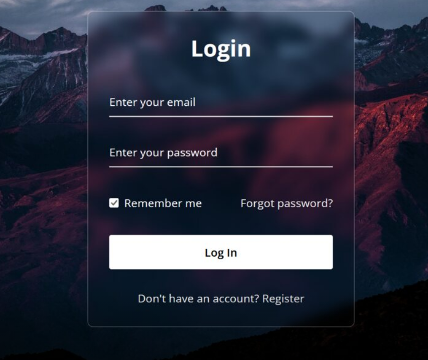 Login
Enter your email
Enter your password
Remember me Forgot password?
Log In
Don't have an account? Register